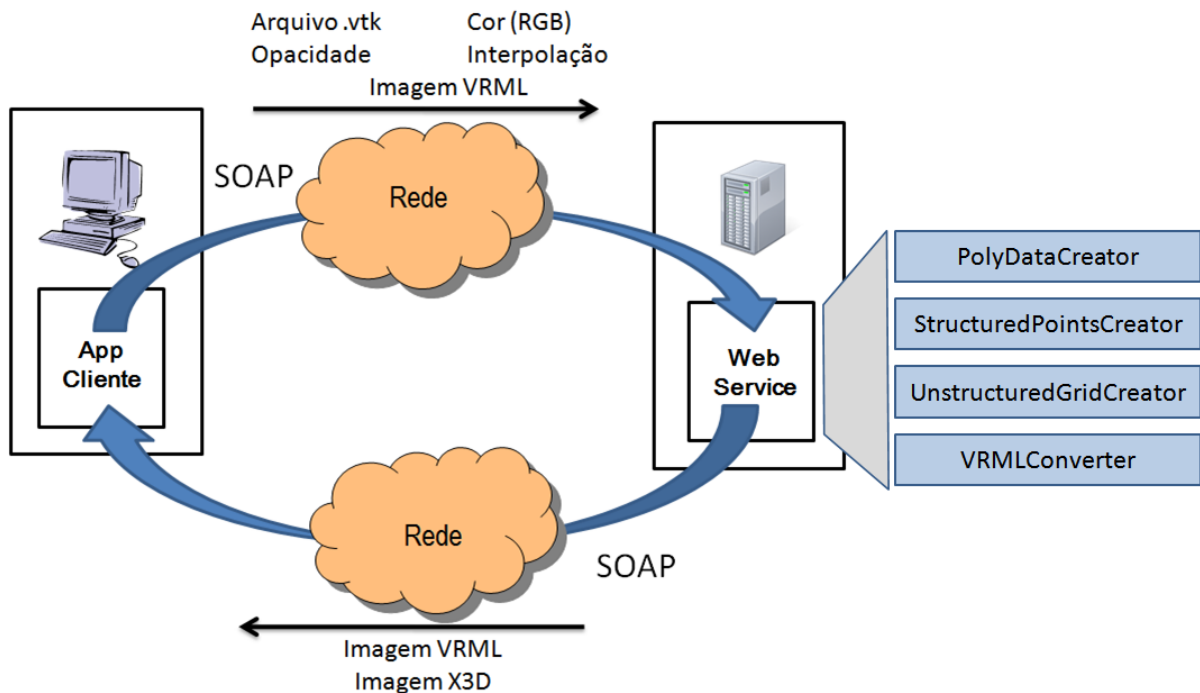 Arquivo .vtk
Cor (RGB)
Opacidade
Interpolação
Imagem VRML
SOAP
Rede
App
Cliente
Web
Service
PolyDataCreator
StructuredPointsCreator
UnstructuredGridCreator
VRMLConverter
Rede
SOAP
Imagem VRML
Imagem X3D